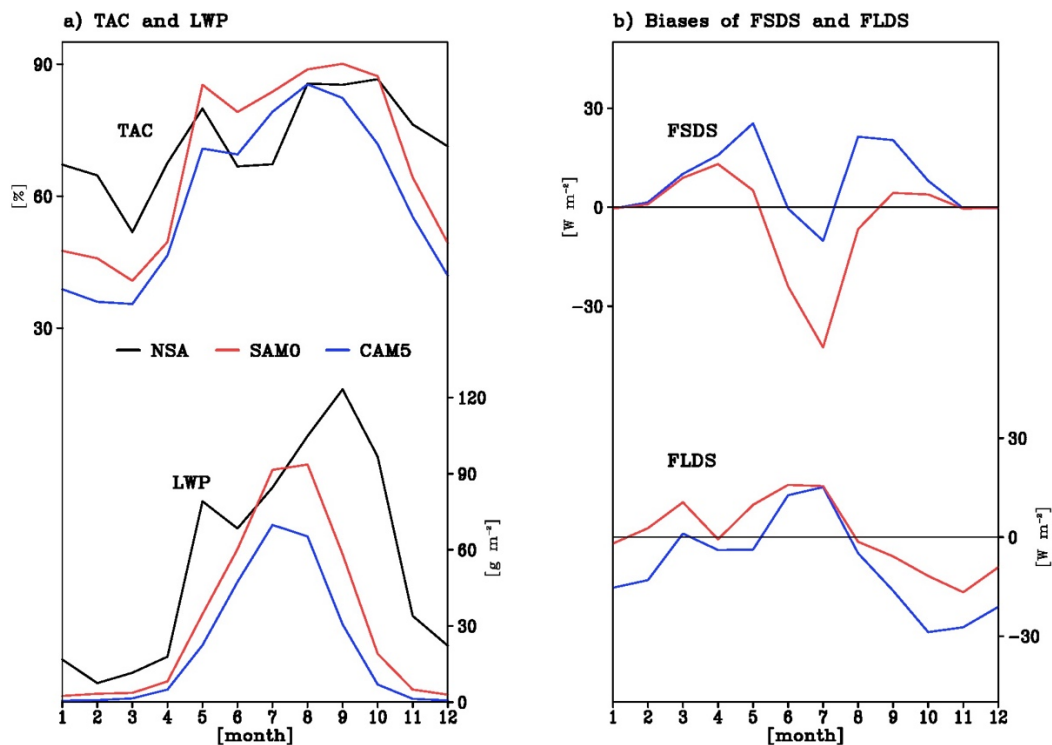 a) TAC and LWP
90
60
30
[%]
TAC
NSA SAM0 CAM5
LWP
120
90
60
30
0
[g m⁻²]
1 2 3 4 5 6 7 8 9 10 11 12
[month]
b) Biases of FSDS and FLDS
30
0
-30
[W m⁻²]
FSDS
FLDS
30
0
-30
[W m⁻²]
1 2 3 4 5 6 7 8 9 10 11 12
[month]